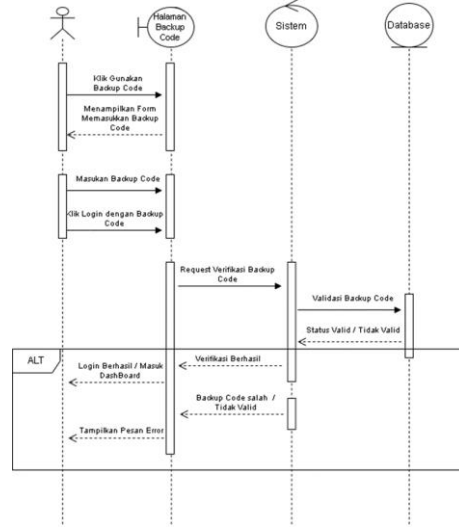 Halaman
Backup
Code
Sistem
Database
Klik Gunakan
Backup Code
Menampilkan Form
Memasukkan Backup
Code
Masukan Backup Code
Klik Login dengan Backup
Code
Request Verifikasi Backup
Code
Validasi Backup Code
Status Valid / Tidak Valid
ALT
Verifikasi Berhasil
Login Berhasil / Masuk
DashBoard
Backup Code salah /
Tidak Valid
Tampilkan Pesan Error